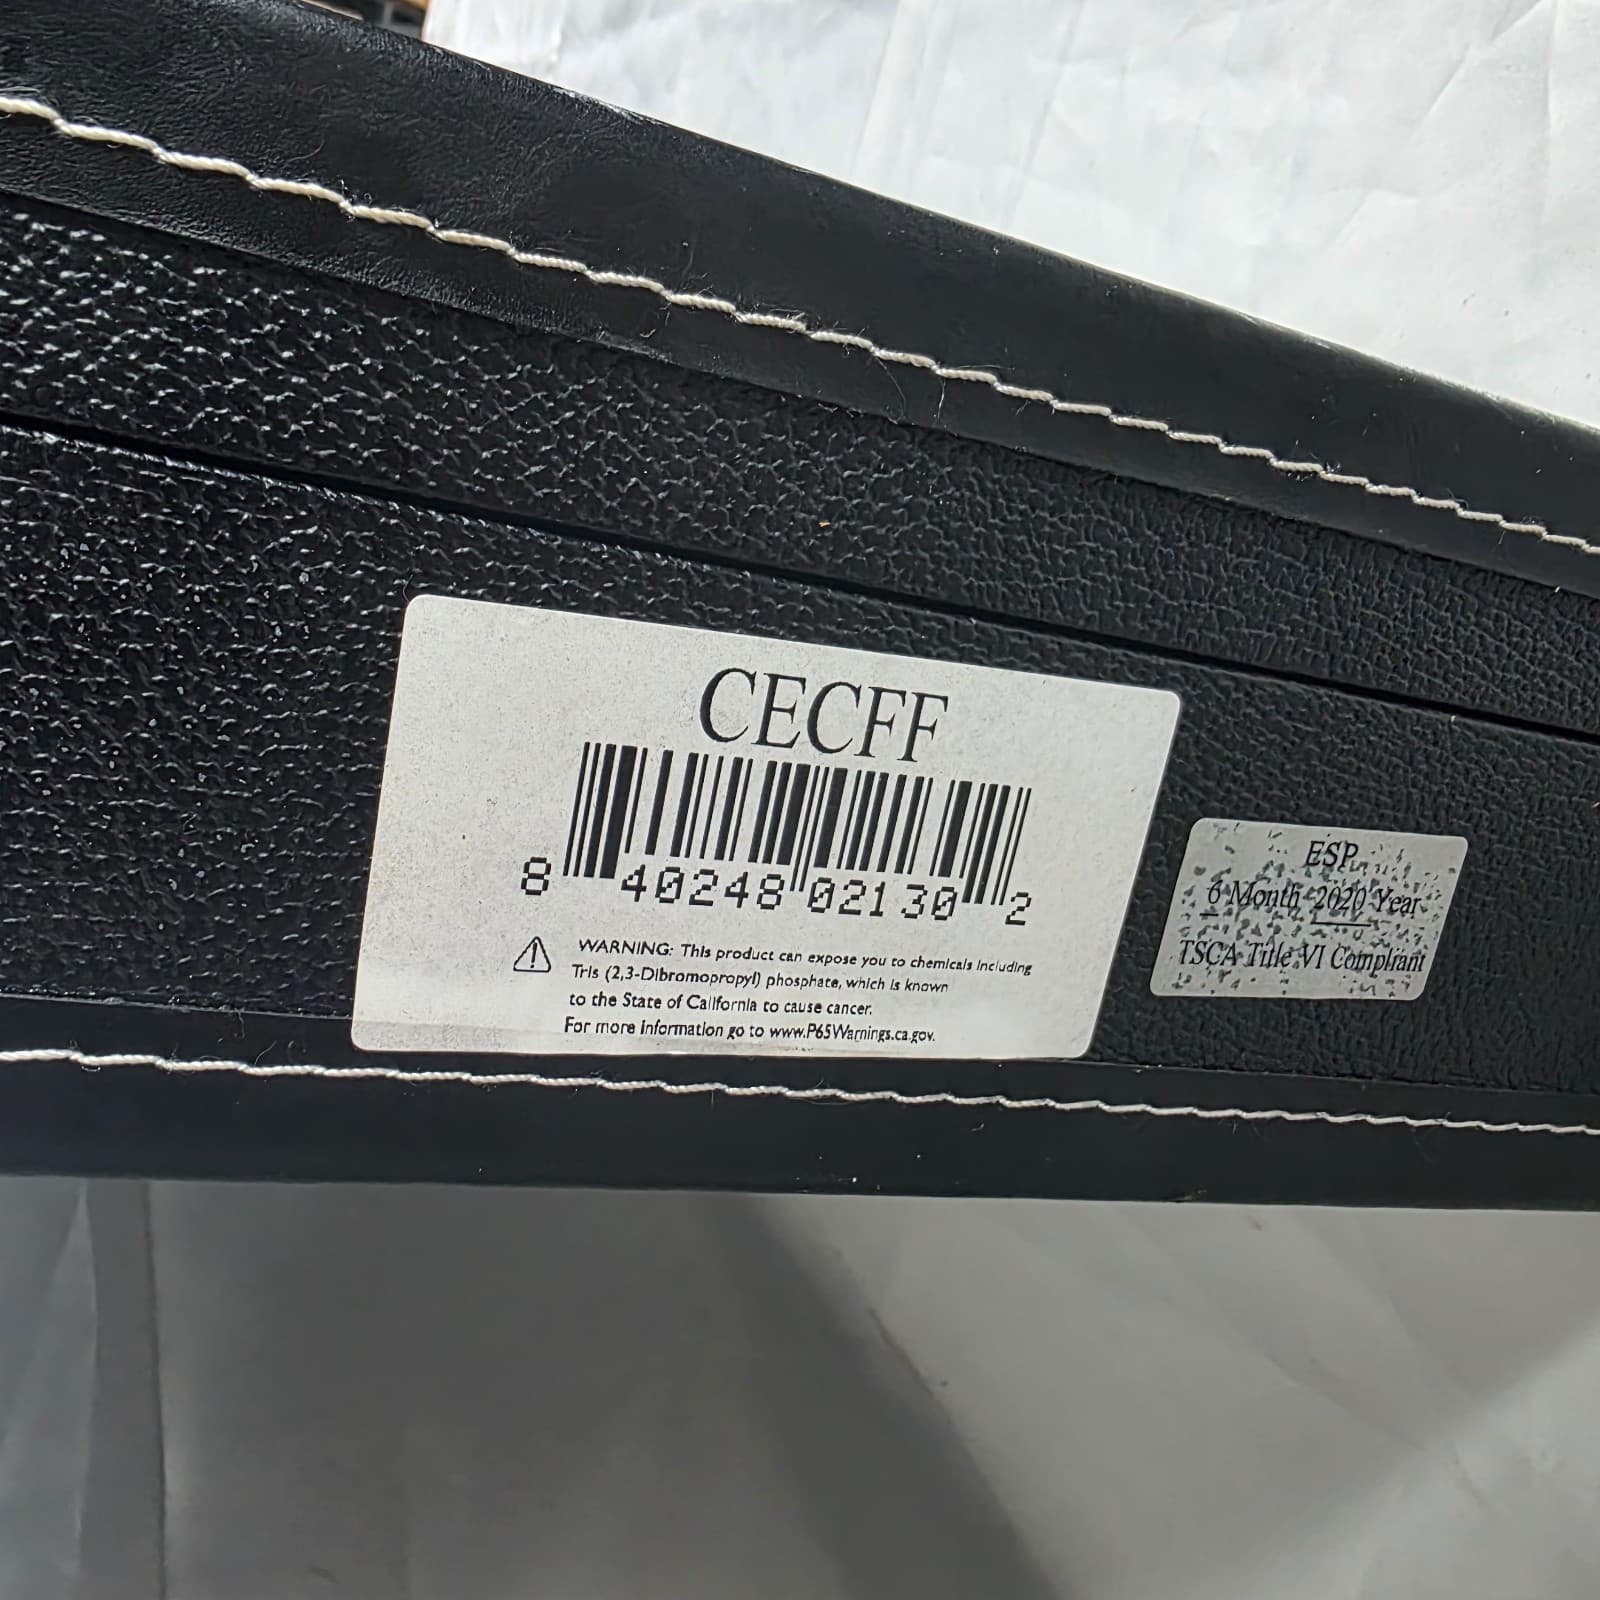 CECFF
8 40248 02130 2
WARNING: This product can expose you to chemicals including
Tris (2,3-Dibromopropyl) phosphate, which is known
to the State of California to cause cancer.
For more information go to www.P65Warnings.ca.gov.
ESP
6 Month 2020 Year
TSCA Title VI Compliant